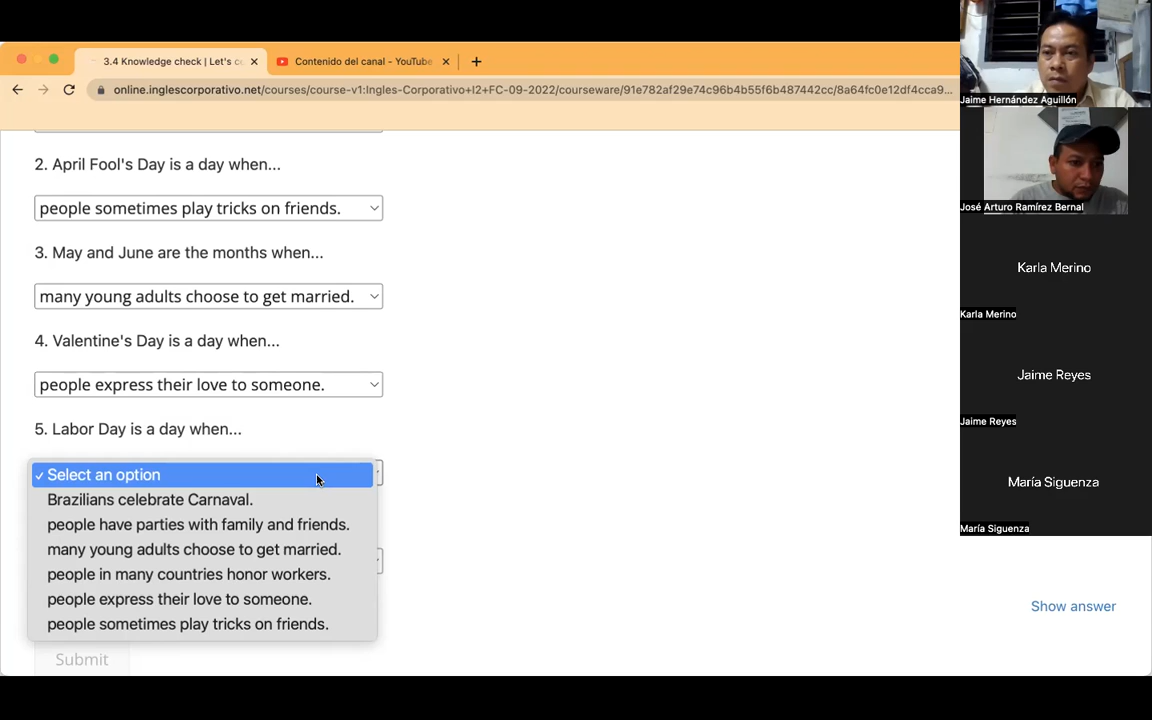 3.4 Knowledge check | Let's c
Contenido del canal - YouTube
online.inglescorporativo.net/courses/course-v1:Ingles-Corporativo+I2+FC-09-2022/courseware/91e782af29e74c96b4b55f6b487442cc/8a64fc0e12df4cca9...
2. April Fool's Day is a day when...
people sometimes play tricks on friends.
3. May and June are the months when...
many young adults choose to get married.
4. Valentine's Day is a day when...
people express their love to someone.
5. Labor Day is a day when...
✓ Select an option
Brazilians celebrate Carnaval.
people have parties with family and friends.
many young adults choose to get married.
people in many countries honor workers.
people express their love to someone.
people sometimes play tricks on friends.
Show answer
Submit
Jaime Hernández Aguillón
José Arturo Ramírez Bernal
Karla Merino
Karla Merino
Jaime Reyes
Jaime Reyes
María Siguenza
María Siguenza